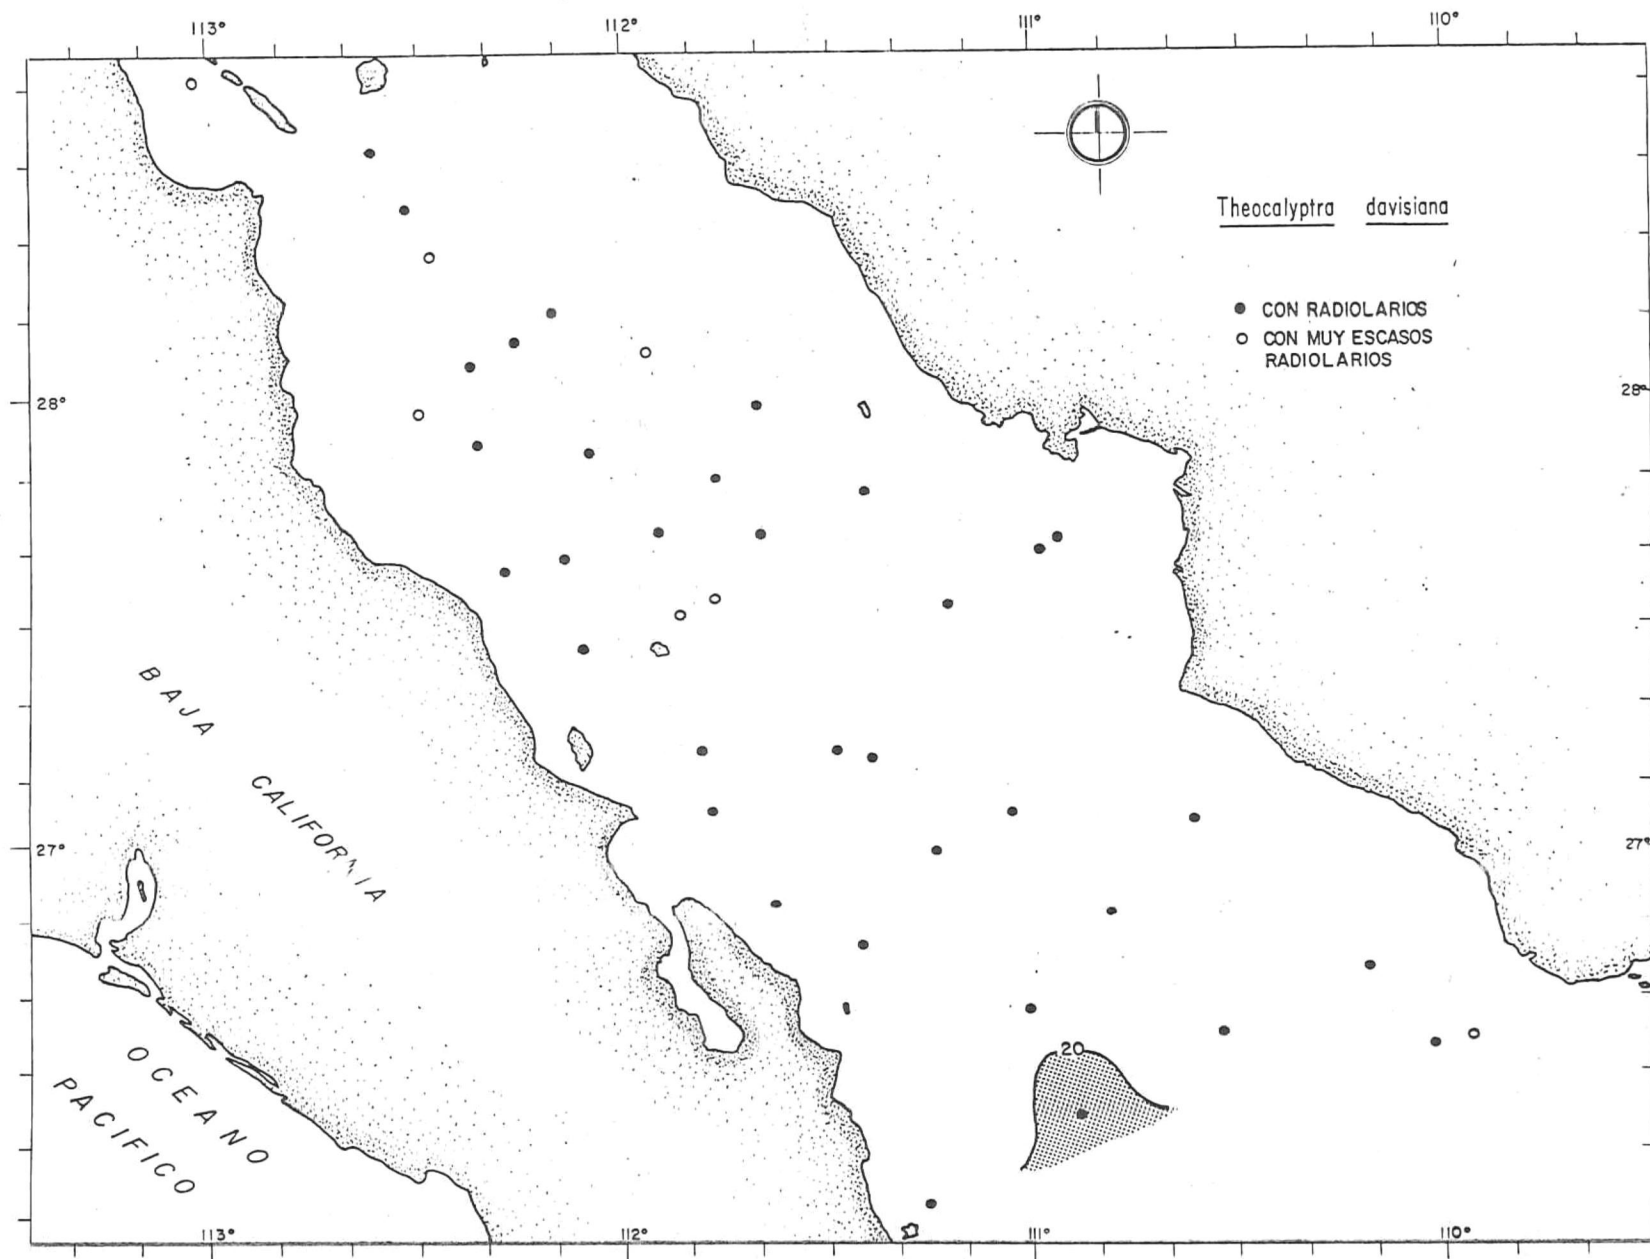 113° 112° 111° 110°
Theocalyptra davisiana
CON RADIOLARIOS
CON MUY ESCASOS
RADIOLARIOS
28° 28°
BAJA
CALIFORNIA
27° 27°
OCEANO
PACIFICO
20
113° 112° 111° 110°